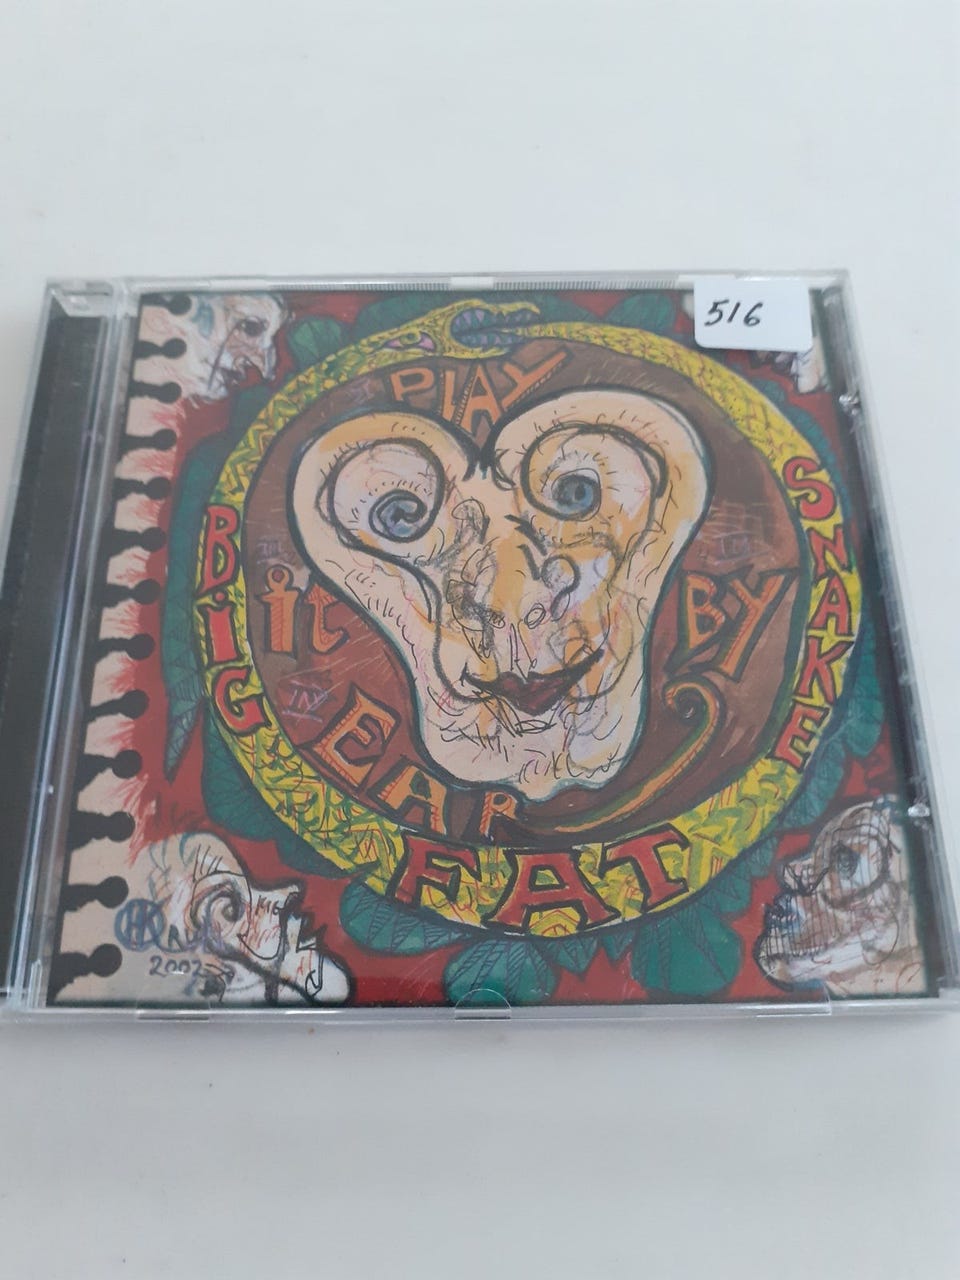 516
PLAY
it
BY
EAR
BIG
FAT
SNAKE
2002